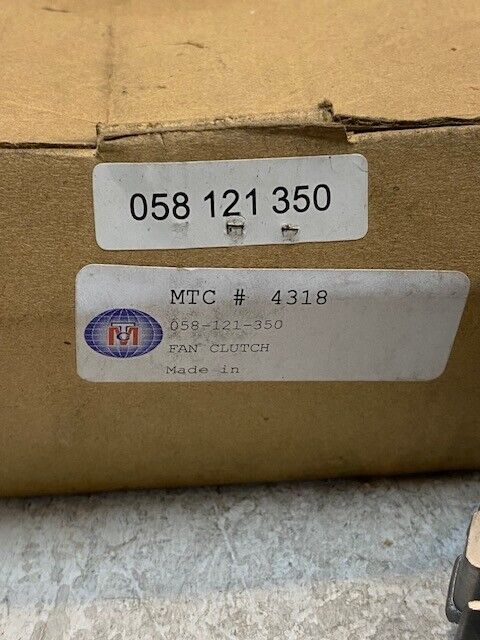 058 121 350
MTC # 4318
058-121-350
FAN CLUTCH
Made in